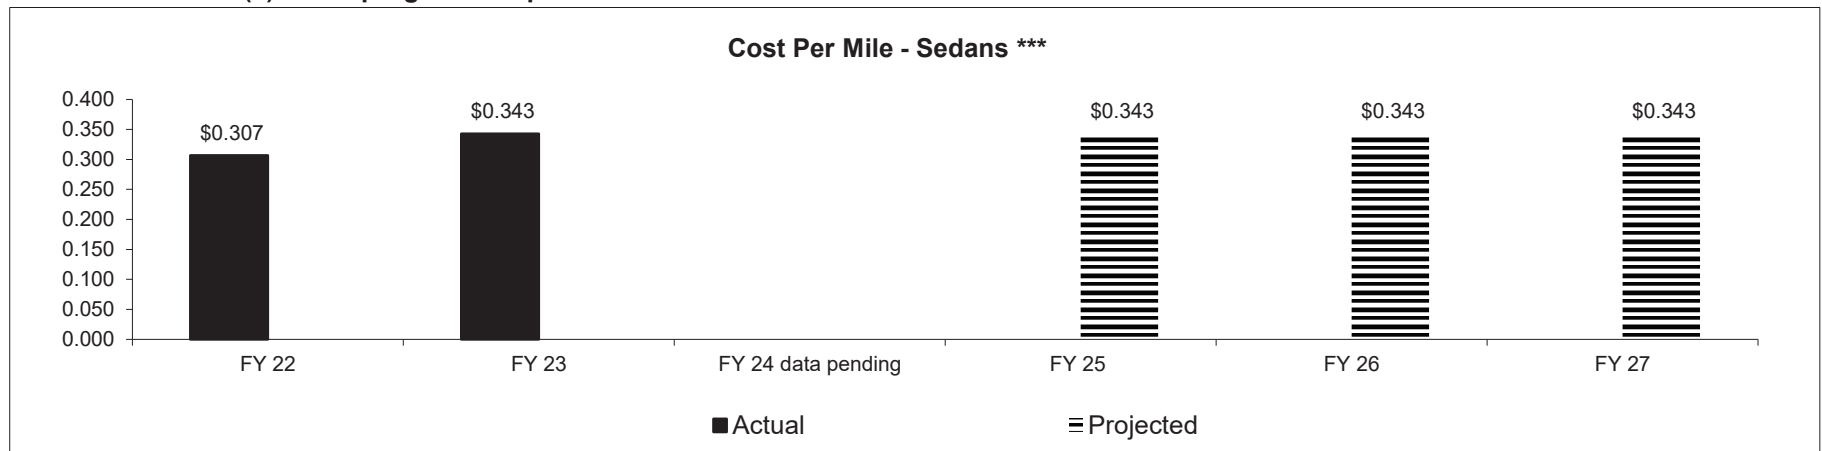 Cost Per Mile - Sedans ***
0.400
0.350
0.300
0.250
0.200
0.150
0.100
0.050
0.000
$0.307
$0.343
$0.343
$0.343
$0.343
FY 22
FY 23
FY 24 data pending
FY 25
FY 26
FY 27
Actual
Projected